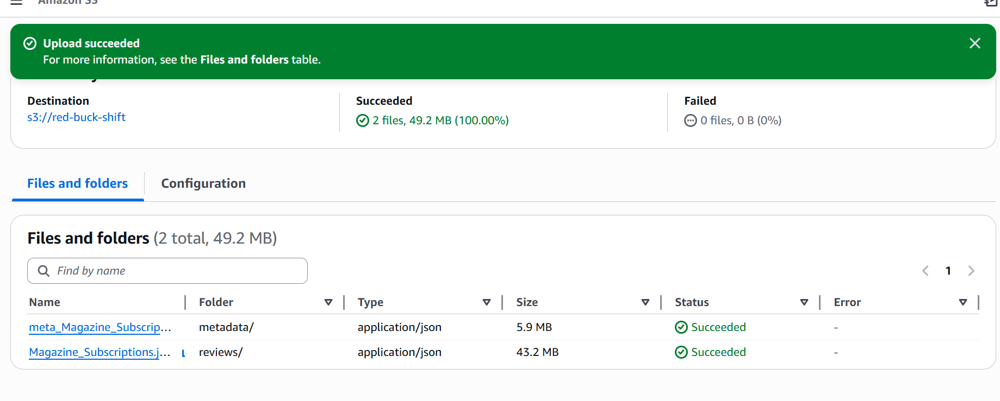 Amazon S3
Upload succeeded
For more information, see the Files and folders table.
Destination
s3://red-buck-shift
Succeeded
2 files, 49.2 MB (100.00%)
Failed
0 files, 0 B (0%)
Files and folders
Configuration
Files and folders (2 total, 49.2 MB)
Find by name
1
Name Folder Type Size Status Error
meta_Magazine_Subscrip... metadata/ application/json 5.9 MB Succeeded -
Magazine_Subscriptions.j... reviews/ application/json 43.2 MB Succeeded -